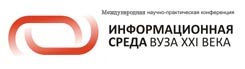 Международная научно-практическая конференция
ИНФОРМАЦИОННАЯ
СРЕДА ВУЗА XXI ВЕКА